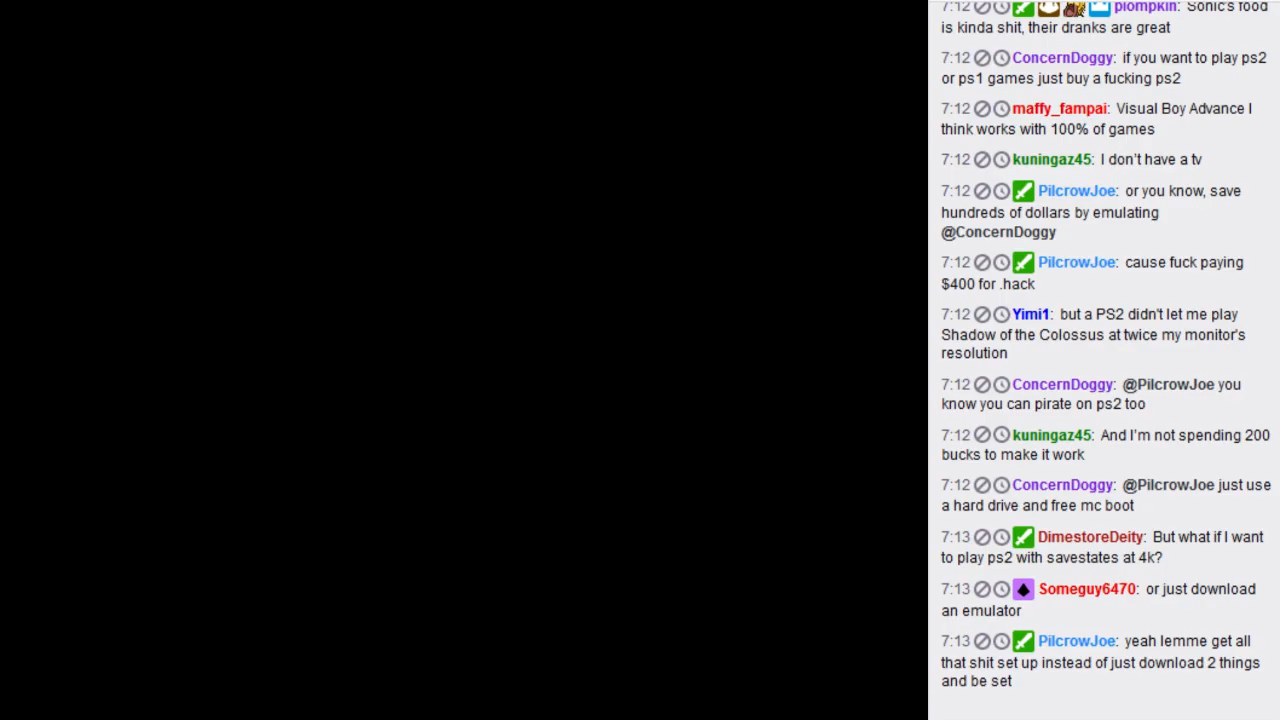 7:12 plompkin: Sonic's food
is kinda shit, their dranks are great
7:12 ConcernDoggy: if you want to play ps2
or ps1 games just buy a fucking ps2
7:12 maffy_fampai: Visual Boy Advance I
think works with 100% of games
7:12 kuningaz45: I don't have a tv
7:12 PilcrowJoe: or you know, save
hundreds of dollars by emulating
@ConcernDoggy
7:12 PilcrowJoe: cause fuck paying
$400 for .hack
7:12 Yimi1: but a PS2 didn't let me play
Shadow of the Colossus at twice my monitor's
resolution
7:12 ConcernDoggy: @PilcrowJoe you
know you can pirate on ps2 too
7:12 kuningaz45: And I'm not spending 200
bucks to make it work
7:12 ConcernDoggy: @PilcrowJoe just use
a hard drive and free mc boot
7:13 DimestoreDeity: But what if I want
to play ps2 with savestates at 4k?
7:13 Someguy6470: or just download
an emulator
7:13 PilcrowJoe: yeah lemme get all
that shit set up instead of just download 2 things
and be set